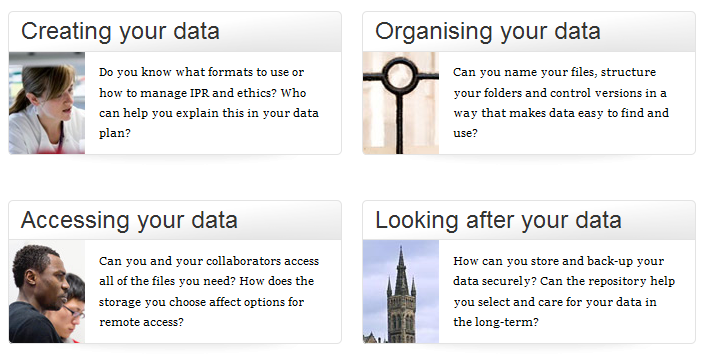 Creating your data
Do you know what formats to use or
how to manage IPR and ethics? Who
can help you explain this in your data
plan?
Organising your data
Can you name your files, structure
your folders and control versions in a
way that makes data easy to find and
use?
Accessing your data
Can you and your collaborators access
all of the files you need? How does the
storage you choose affect options for
remote access?
Looking after your data
How can you store and back-up your
data securely? Can the repository help
you select and care for your data in
the long-term?